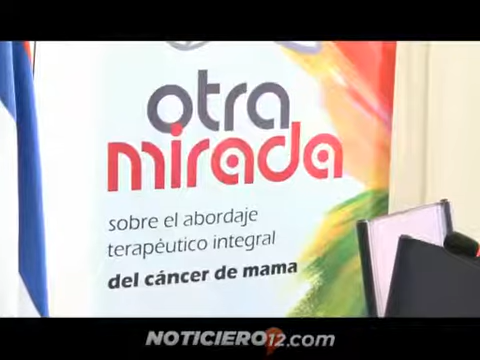 otra
mirada
sobre el abordaje
terapéutico integral
del cáncer de mama
NOTICIERO12.com